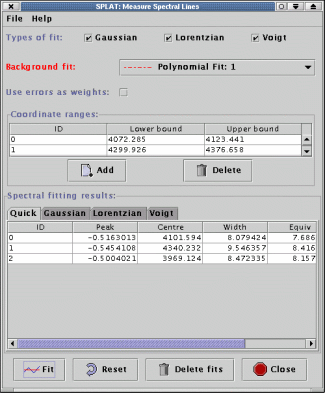 SPLAT: Measure Spectral Lines
File Help
Types of fit: Gaussian Lorentzian Voigt
Background fit: Polynomial Fit: 1
Use errors as weights:
Coordinate ranges:
ID Lower bound Upper bound
0 4072.285 4123.441
1 4299.926 4376.658
Add Delete
Spectral fitting results:
Quick Gaussian Lorentzian Voigt
ID Peak Centre Width Equiv
0 -0.5163013 4101.594 8.079424 7.686
1 -0.5454108 4340.232 9.546357 8.416
2 -0.5004021 3969.124 8.472335 8.157
Fit Reset Delete fits Close